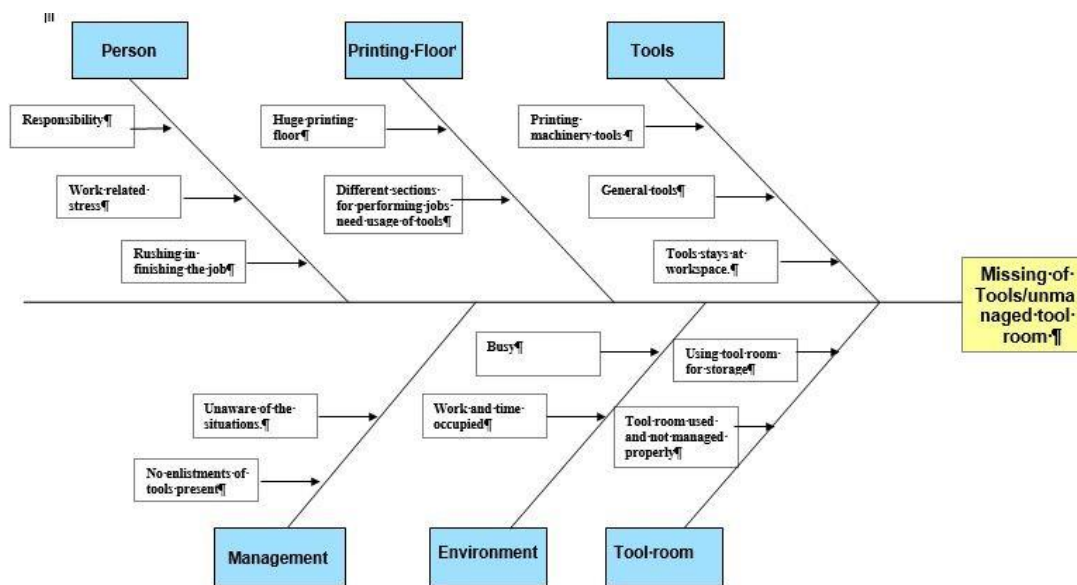 Person
Printing·Floor
Tools
Responsibility¶
Huge·printing·
floor¶
Printing·
machinery·tools·¶
Work·related·
stress¶
Different·sections·
for·performing·jobs·
need·usage·of·tools¶
General·tools¶
Rushing·in·
finishing·the·job¶
Tools·stays·at·
workspace.¶
Missing·of·
Tools/unma
naged·tool·
room·¶
Busy¶
Using·tool·room·
for·storage¶
Unaware·of·the·
situations.¶
Work·and·time·
occupied¶
Tool·room·used·
and·not·managed·
properly¶
No·enlistments·of·
tools·present¶
Management
Environment
Tool·room